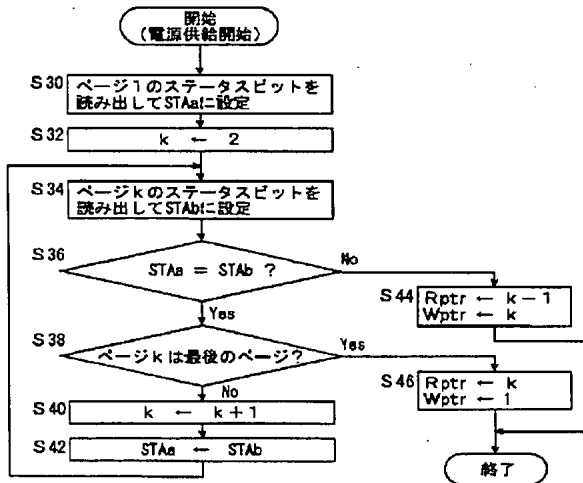 開始
(電源供給開始)
S30
ページ1のステータスビットを
読み出してSTAaに設定
S32
k ← 2
S34
ページkのステータスビットを
読み出してSTAbに設定
S36
STAa = STAb ?
No
Yes
S44
Rptr ← k-1
Wptr ← k
S38
ページkは最後のページ?
Yes
No
S46
Rptr ← k
Wptr ← 1
S40
k ← k+1
S42
STAa ← STAb
終了